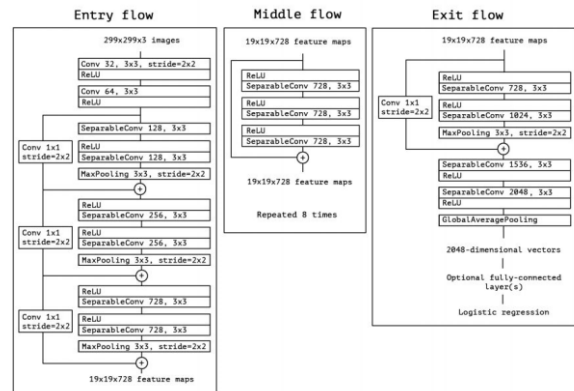 Entry flow
299x299x3 images
Conv 32, 3x3, stride=2x2
ReLU
Conv 64, 3x3
ReLU
SeparableConv 128, 3x3
Conv 1x1
stride=2x2
ReLU
SeparableConv 128, 3x3
MaxPooling 3x3, stride=2x2
+
ReLU
SeparableConv 256, 3x3
Conv 1x1
stride=2x2
ReLU
SeparableConv 256, 3x3
MaxPooling 3x3, stride=2x2
+
ReLU
SeparableConv 728, 3x3
Conv 1x1
stride=2x2
ReLU
SeparableConv 728, 3x3
MaxPooling 3x3, stride=2x2
+
19x19x728 feature maps
Middle flow
19x19x728 feature maps
ReLU
SeparableConv 728, 3x3
ReLU
SeparableConv 728, 3x3
ReLU
SeparableConv 728, 3x3
+
19x19x728 feature maps
Repeated 8 times
Exit flow
19x19x728 feature maps
ReLU
SeparableConv 728, 3x3
Conv 1x1
stride=2x2
ReLU
SeparableConv 1024, 3x3
MaxPooling 3x3, stride=2x2
+
SeparableConv 1536, 3x3
ReLU
SeparableConv 2048, 3x3
ReLU
GlobalAveragePooling
2048-dimensional vectors
Optional fully-connected
layer(s)
Logistic regression